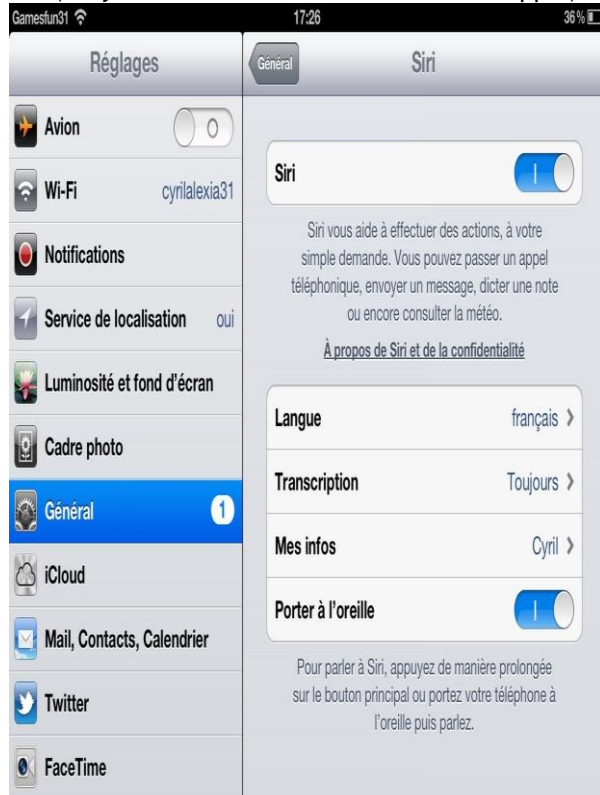 Gamesfun31 17:26 36%
Réglages
Avion
Wi-Fi cyrilalexia31
Notifications
Service de localisation oui
Luminosité et fond d'écran
Cadre photo
Général 1
iCloud
Mail, Contacts, Calendrier
Twitter
FaceTime
Général Siri
Siri
Siri vous aide à effectuer des actions, à votre
simple demande. Vous pouvez passer un appel
téléphonique, envoyer un message, dicter une note
ou encore consulter la météo.
À propos de Siri et de la confidentialité
Langue français
Transcription Toujours
Mes infos Cyril
Porter à l'oreille
Pour parler à Siri, appuyez de manière prolongée
sur le bouton principal ou portez votre téléphone à
l'oreille puis parlez.